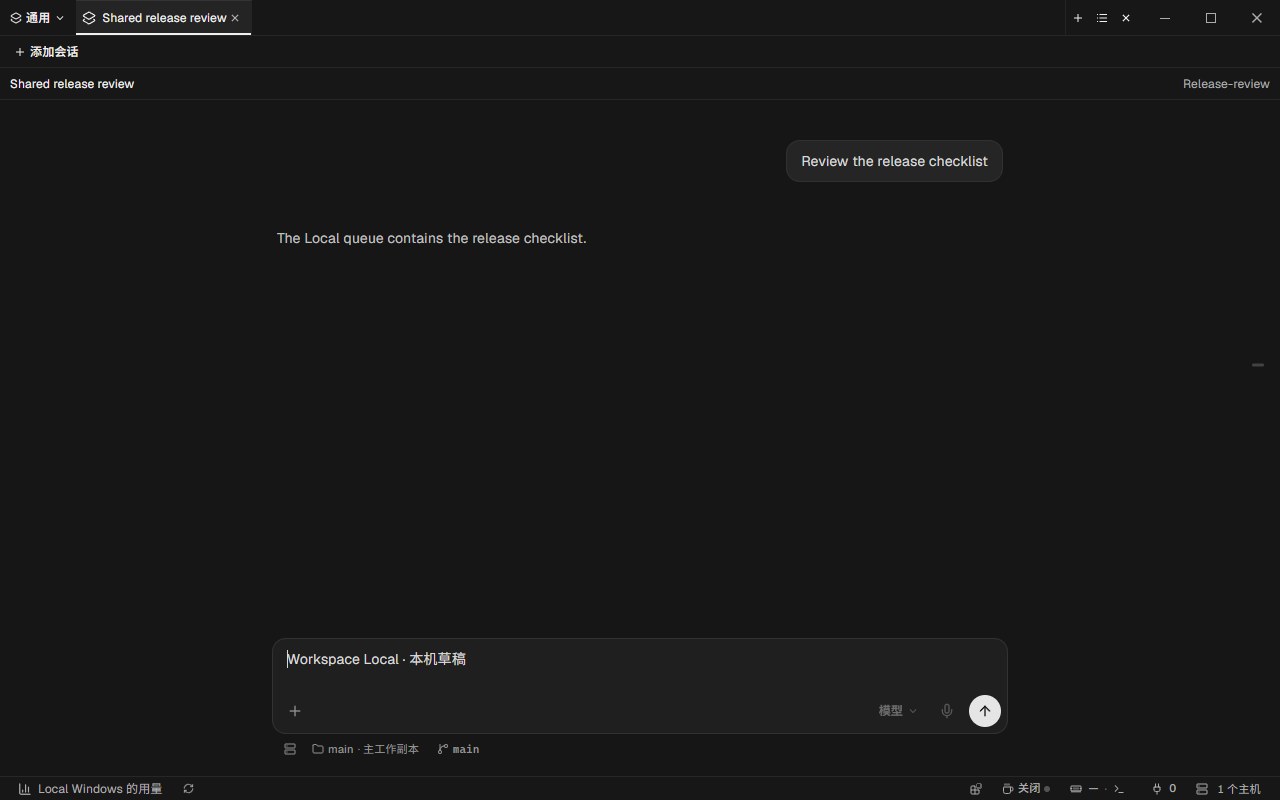 通用
Shared release review
添加会话
Shared release review
Release-review
Review the release checklist
The Local queue contains the release checklist.
Workspace Local · 本机草稿
模型
main · 主工作副本
main
Local Windows 的用量
关闭
0
1 个主机